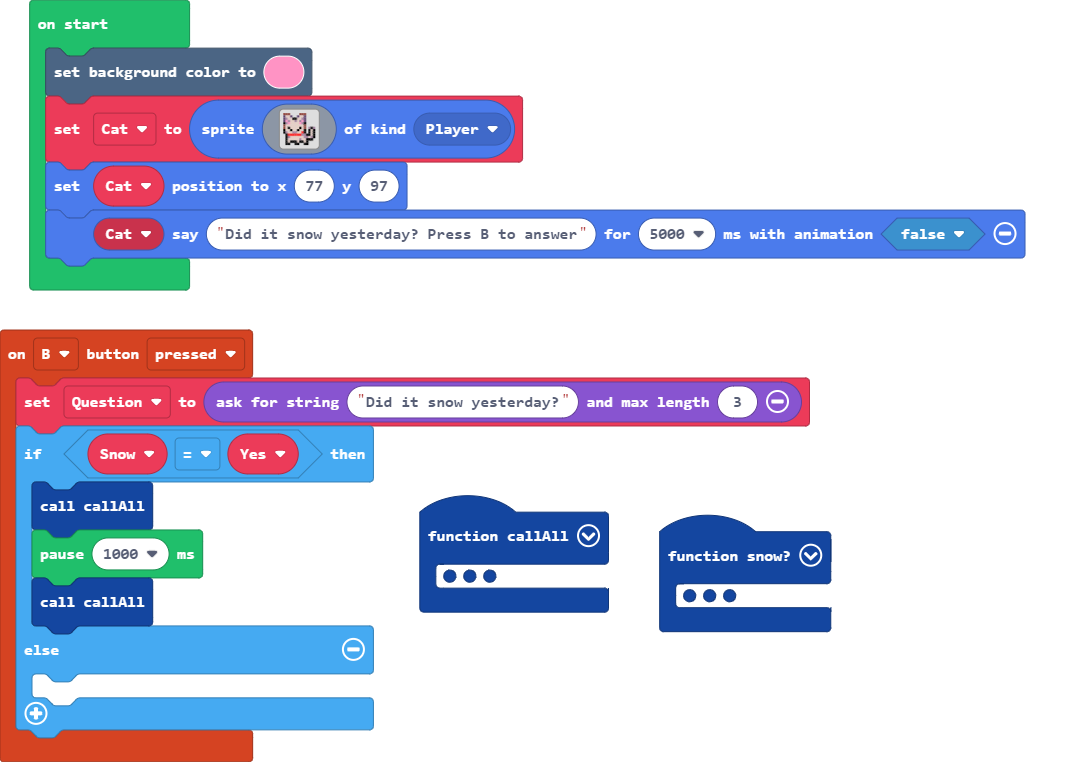 on start
set background color to
set Cat to sprite of kind Player
set Cat position to x 77 y 97
Cat say "Did it snow yesterday? Press B to answer" for 5000 ms with animation false
on B button pressed
set Question to ask for string "Did it snow yesterday?" and max length 3
if Snow = Yes then
call callAll
pause 1000 ms
call callAll
else
function callAll
function snow?